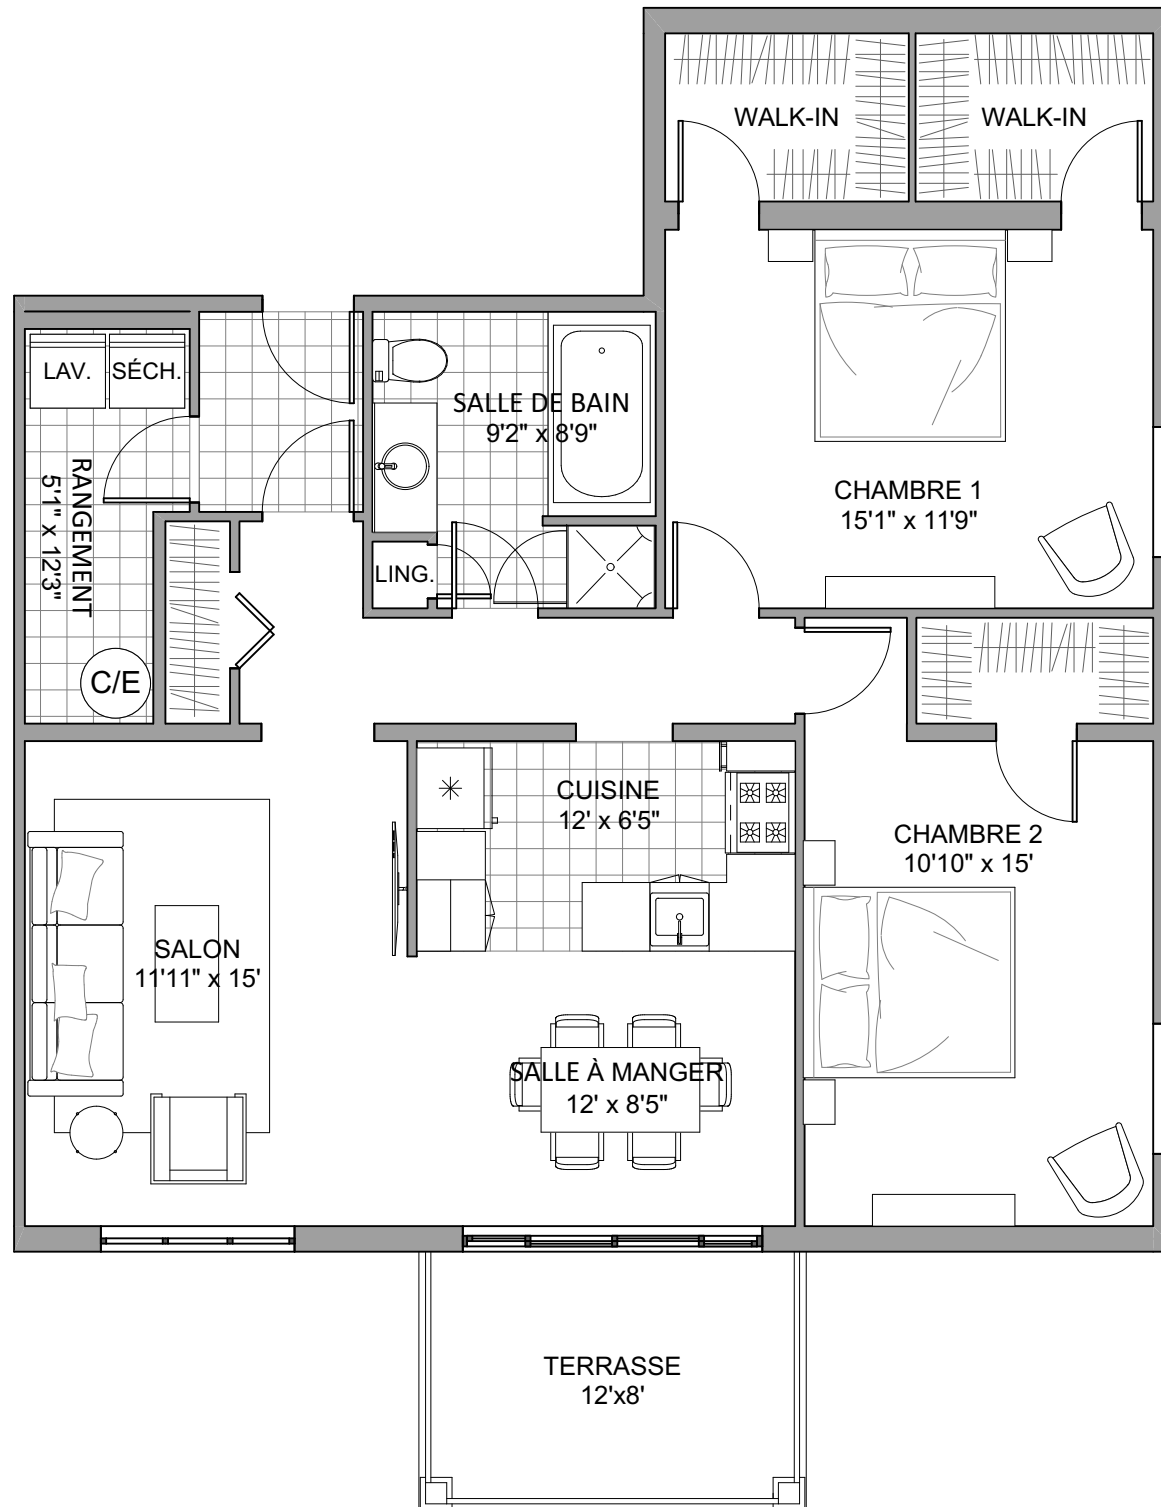 WALK-IN
WALK-IN
LAV.
SÉCH.
SALLE DE BAIN
9'2" x 8'9"
RANGEMENT
5'1" x 12'3"
CHAMBRE 1
15'1" x 11'9"
LING.
C/E
CUISINE
12' x 6'5"
CHAMBRE 2
10'10" x 15'
SALON
11'11" x 15'
SALLE À MANGER
12' x 8'5"
TERRASSE
12'x8'